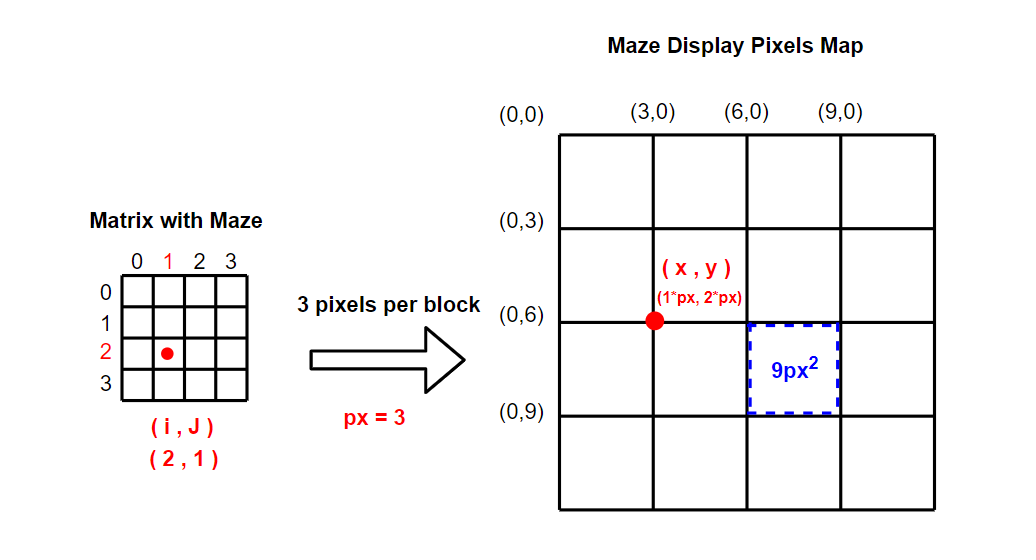 Maze Display Pixels Map
(0,0)
(3,0)
(6,0)
(9,0)
(0,3)
(0,6)
(0,9)
( x , y )
(1*px, 2*px)
9px²
Matrix with Maze
0 1 2 3
0
1
2
3
( i , J )
( 2 , 1 )
3 pixels per block
px = 3